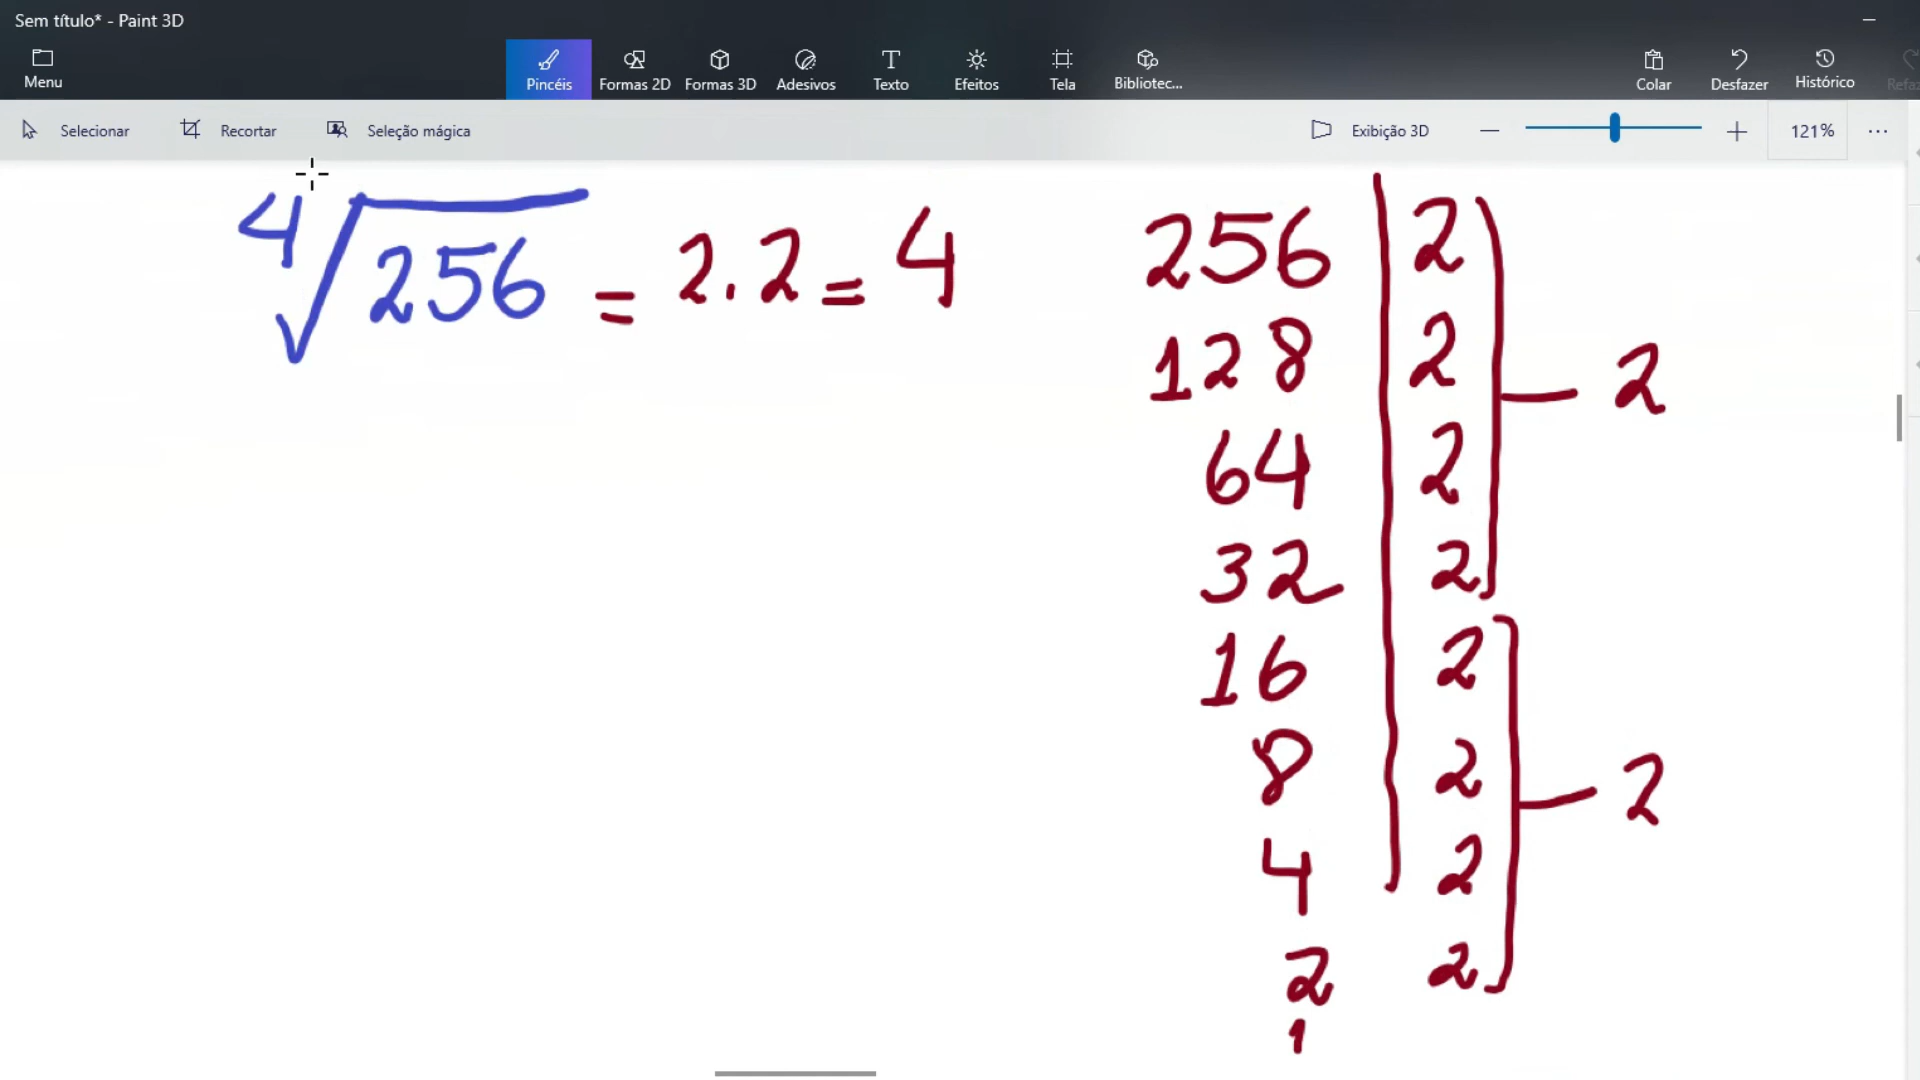 Sem título* - Paint 3D
Menu
Pincéis Formas 2D Formas 3D Adesivos Texto Efeitos Tela Bibliotec... Colar Desfazer Histórico
Selecionar Recortar Seleção mágica Exibição 3D 121%
4√256 = 2.2 = 4
256 | 2
128 | 2
2
64 | 2
32 | 2
16 | 2
8 | 2
2
4 | 2
2 2
1